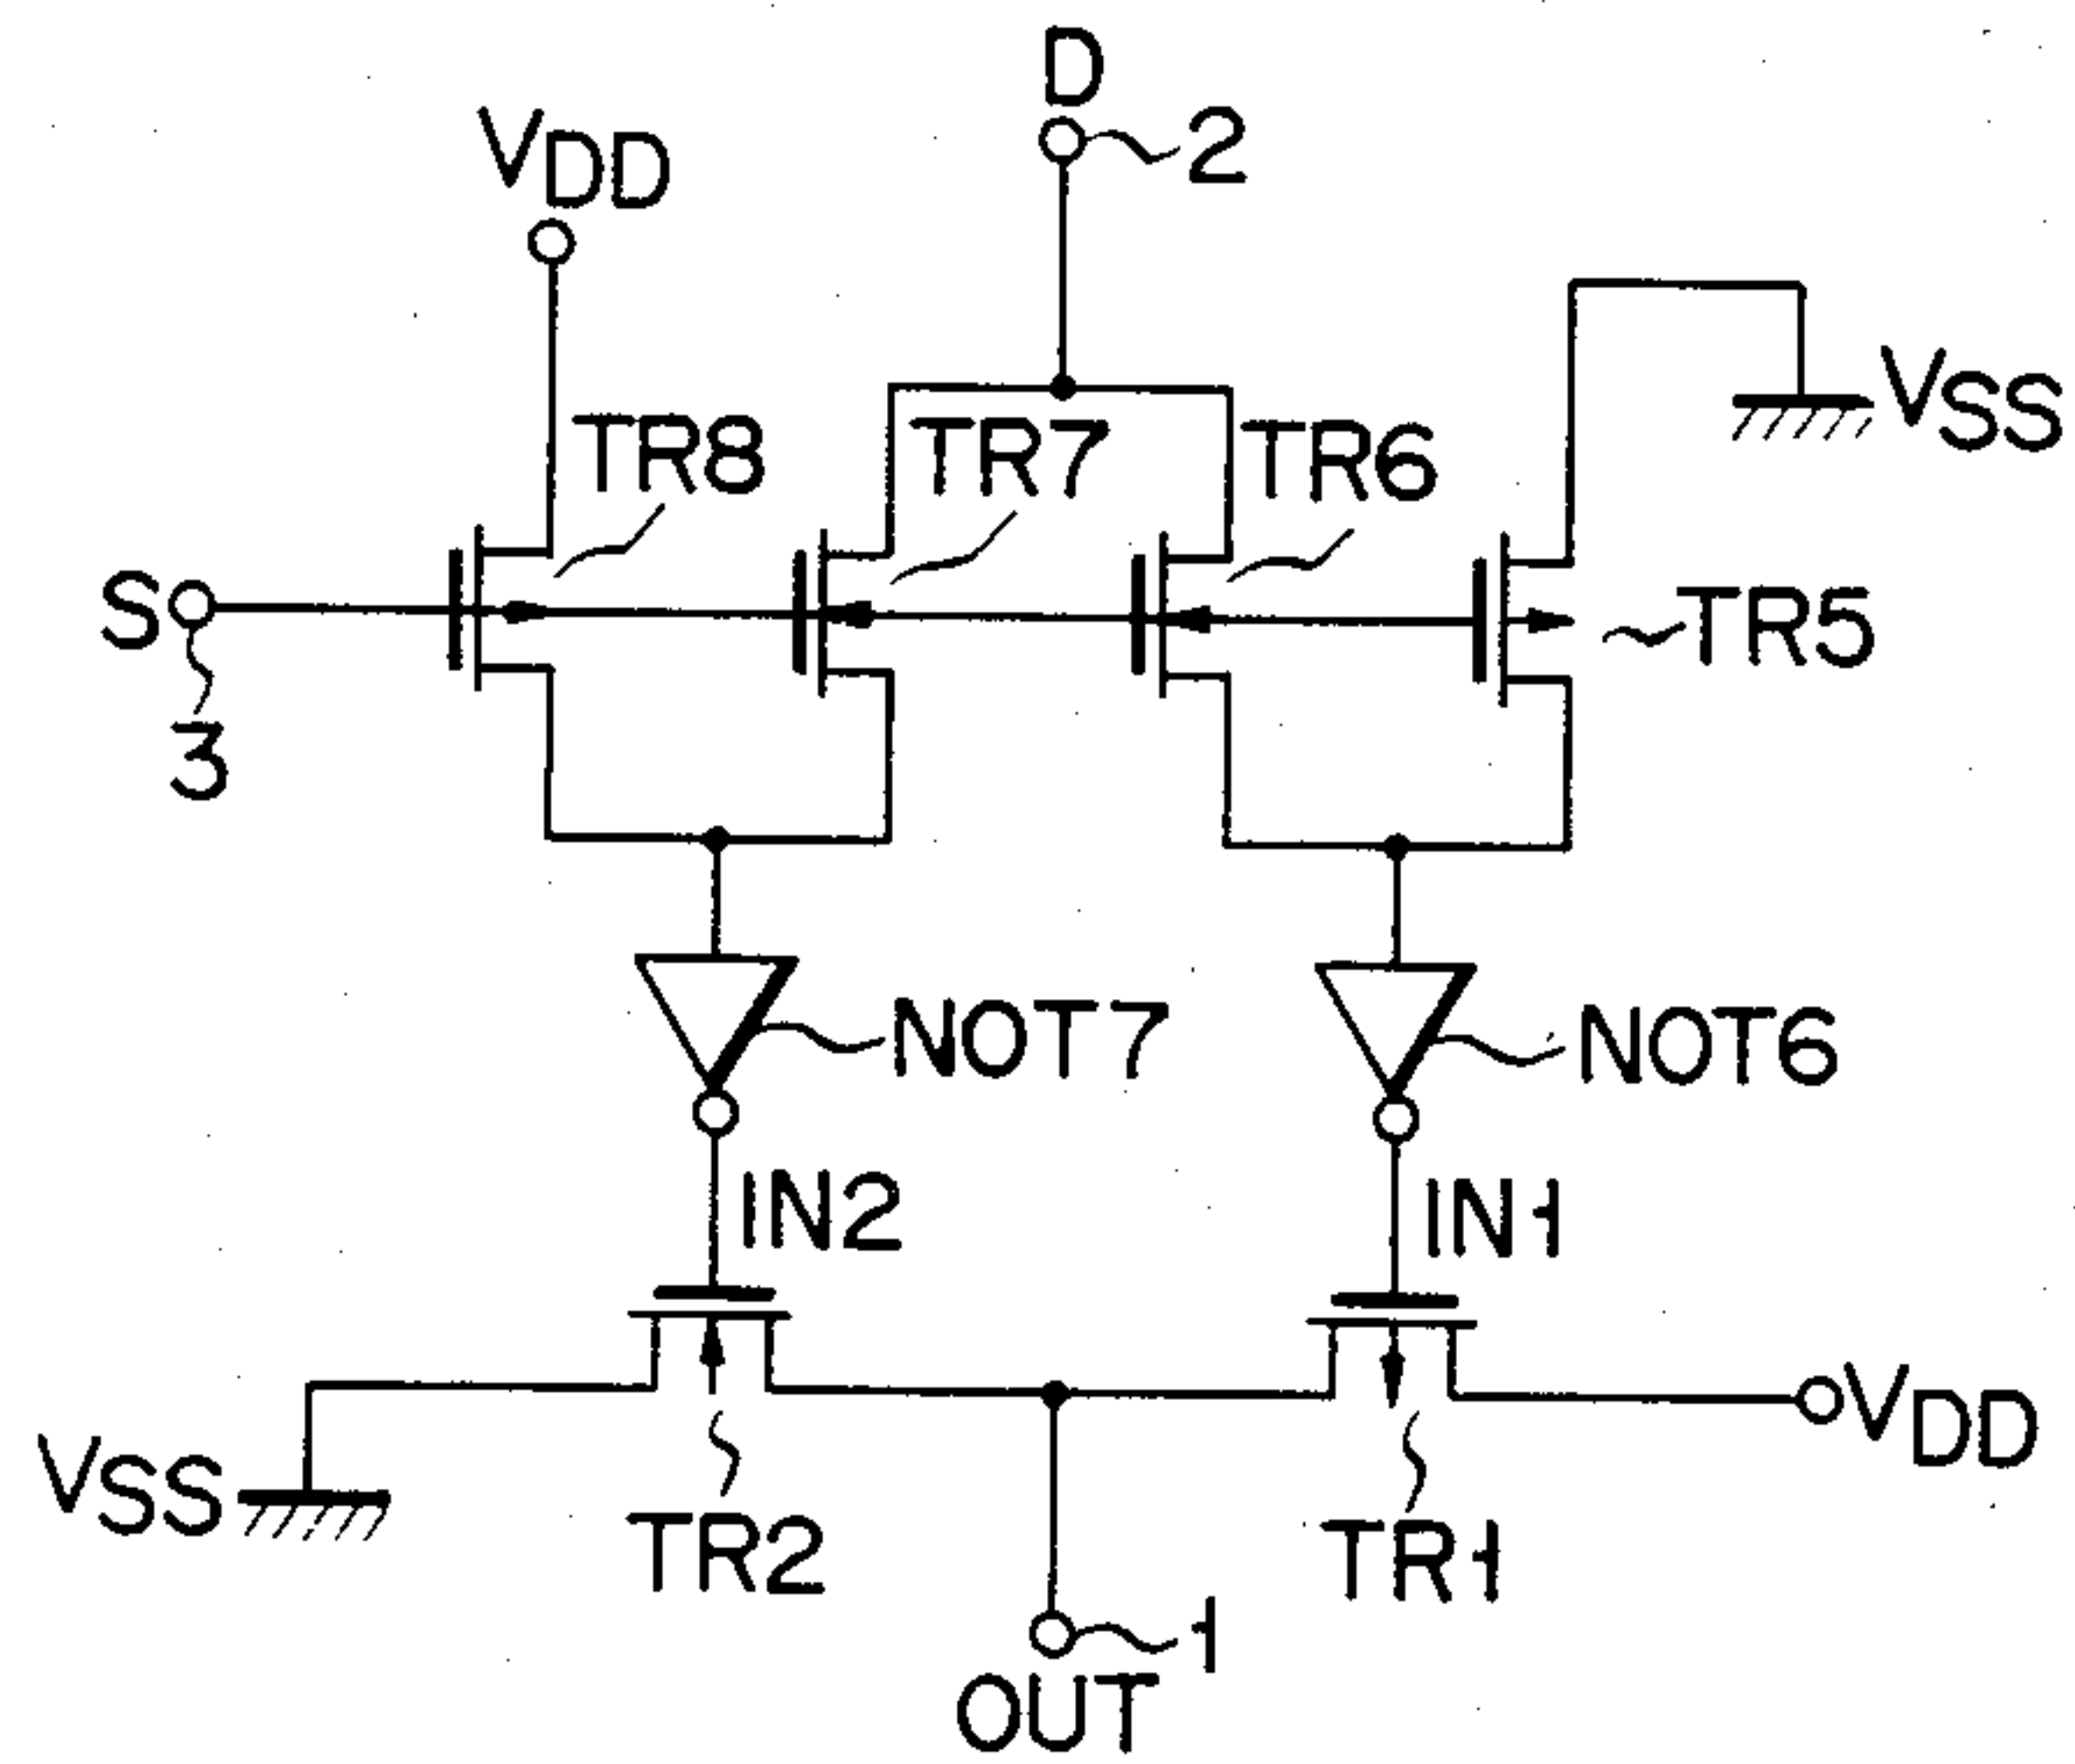 D
2
VDD
VSS
TR8
TR7
TR6
S
TR5
3
NOT7
NOT6
IN2
IN1
VDD
VSS
TR2
TR1
1
OUT